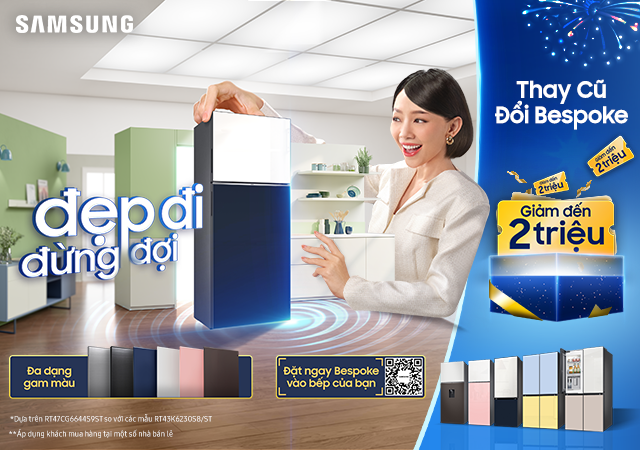 SAMSUNG
đẹp đi
đừng đợi
Thay Cũ
Đổi Bespoke
Giảm đến
2 triệu
Giảm đến
2 triệu
Giảm đến
2 triệu
Đa dạng
gam màu
Đặt ngay Bespoke
vào bếp của bạn
*Dựa trên RT47CG664459ST so với các mẫu RT43K623058/ST
**Áp dụng khách mua hàng tại một số nhà bán lẻ